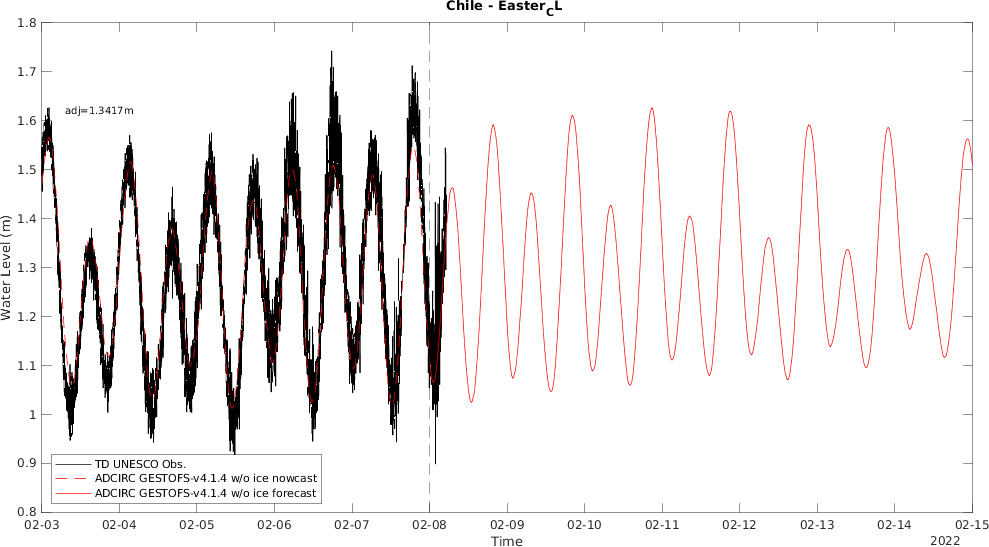 Chile - Easter_CL
1.8
1.7
1.6
1.5
1.4
1.3
1.2
1.1
1
0.9
0.8
Water Level (m)
adj=1.3417m
TD UNESCO Obs.
ADCIRC GESTOFS-v4.1.4 w/o ice nowcast
ADCIRC GESTOFS-v4.1.4 w/o ice forecast
02-03 02-04 02-05 02-06 02-07 02-08 02-09 02-10 02-11 02-12 02-13 02-14 02-15
Time
2022